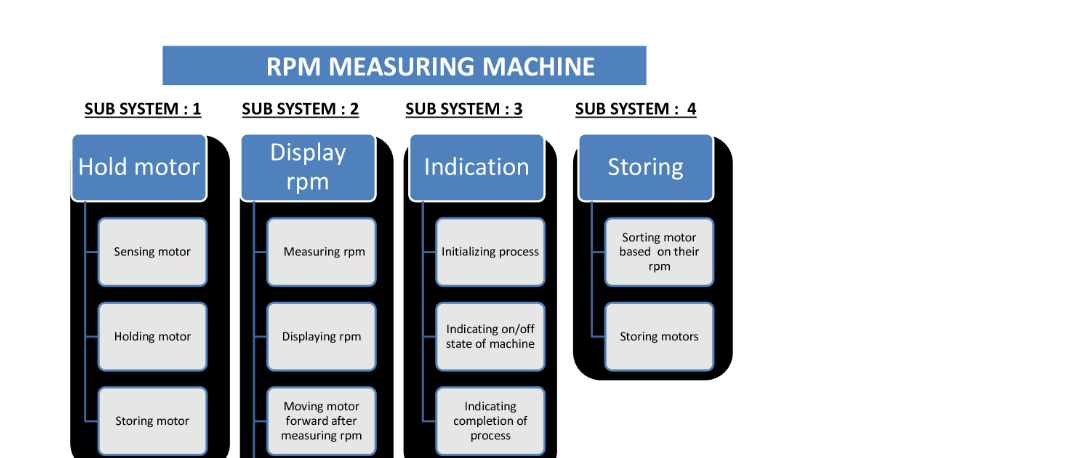 RPM MEASURING MACHINE
SUB SYSTEM : 1
SUB SYSTEM : 2
SUB SYSTEM : 3
SUB SYSTEM :  4
Hold motor
Sensing motor
Holding motor
Storing motor
Display
rpm
Measuring rpm
Displaying rpm
Moving motor
forward after
measuring rpm
Indication
Initializing process
Indicating on/off
state of machine
Indicating
completion of
process
Storing
Sorting motor
based  on their
rpm
Storing motors